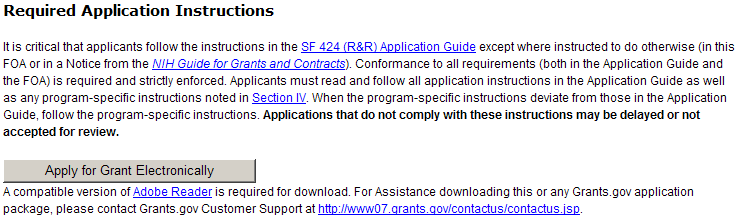 Required Application Instructions
It is critical that applicants follow the instructions in the SF 424 (R&R) Application Guide except where instructed to do otherwise (in this
FOA or in a Notice from the NIH Guide for Grants and Contracts). Conformance to all requirements (both in the Application Guide and
the FOA) is required and strictly enforced. Applicants must read and follow all application instructions in the Application Guide as well
as any program-specific instructions noted in Section IV. When the program-specific instructions deviate from those in the Application
Guide, follow the program-specific instructions. Applications that do not comply with these instructions may be delayed or not
accepted for review.
Apply for Grant Electronically
A compatible version of Adobe Reader is required for download. For Assistance downloading this or any Grants.gov application
package, please contact Grants.gov Customer Support at http://www07.grants.gov/contactus/contactus.jsp.